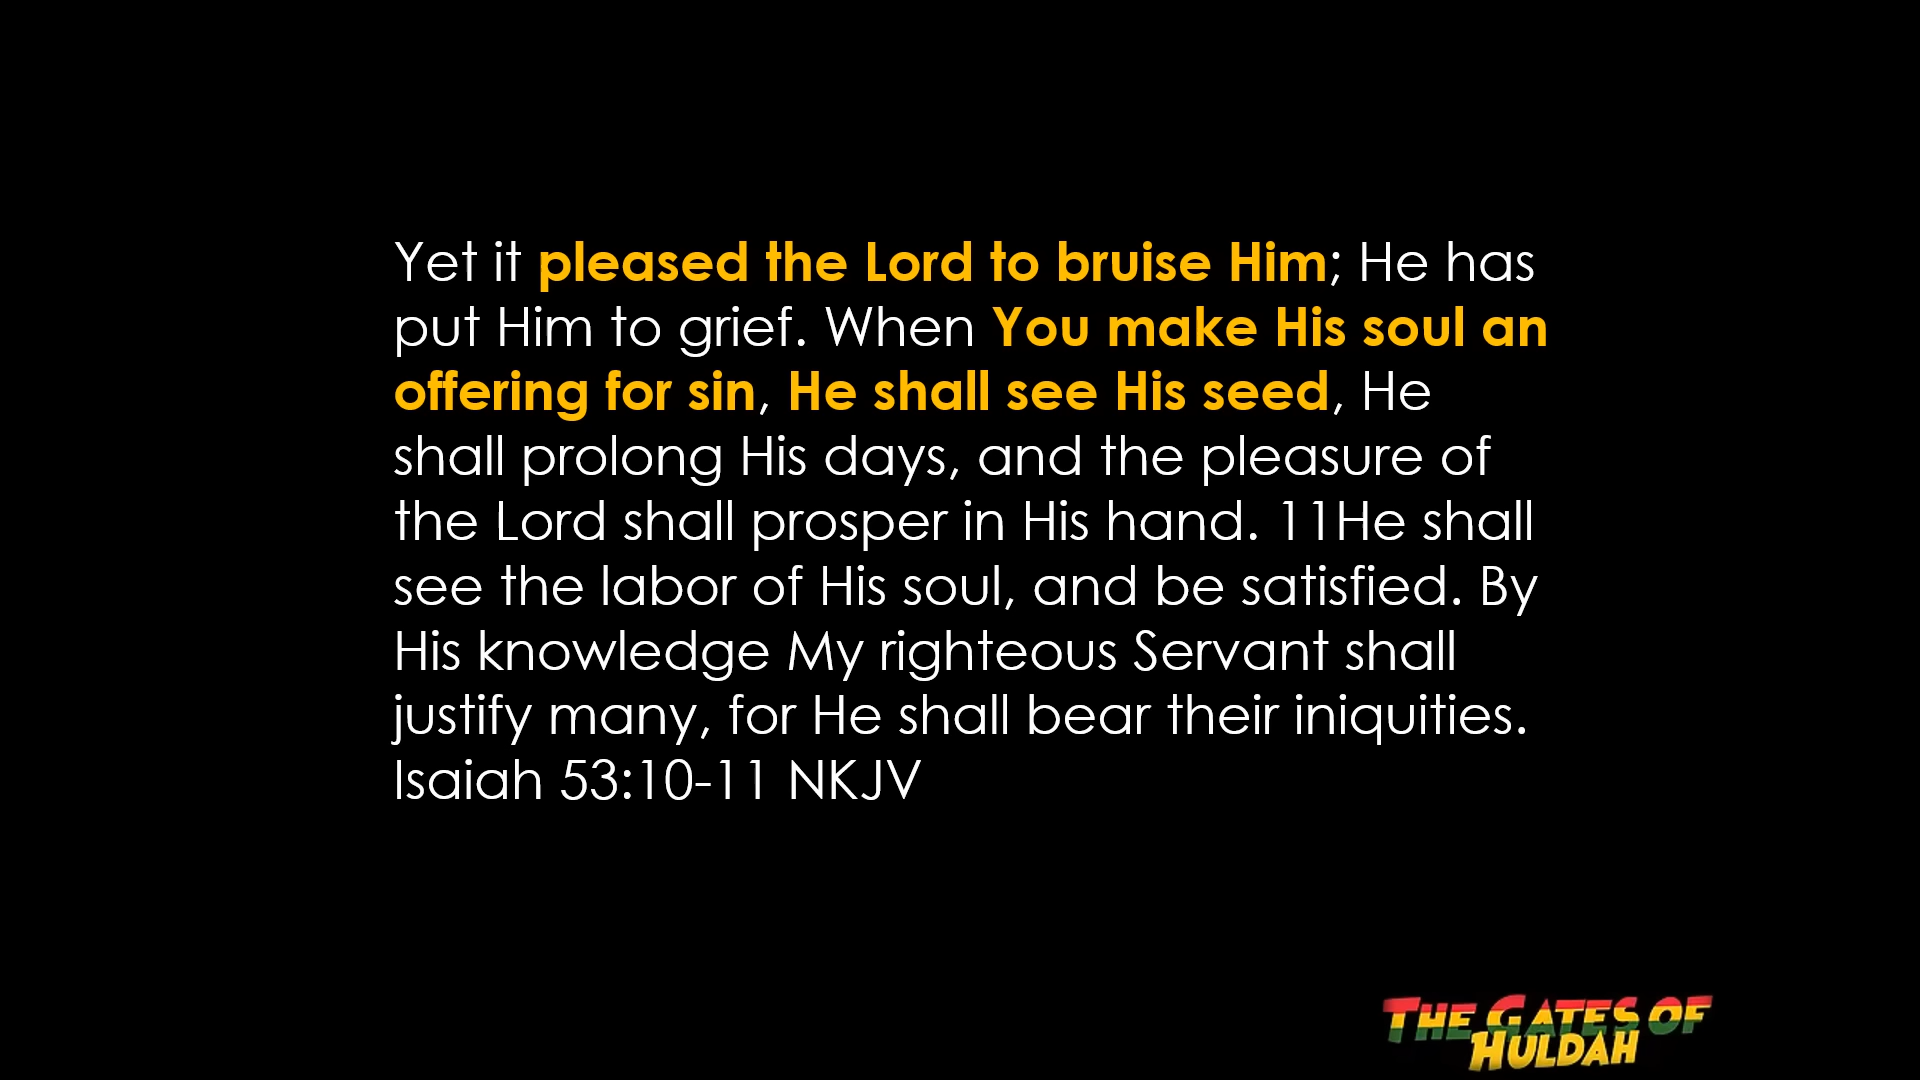 Yet it pleased the Lord to bruise Him; He has
put Him to grief. When You make His soul an
offering for sin, He shall see His seed, He
shall prolong His days, and the pleasure of
the Lord shall prosper in His hand. 11He shall
see the labor of His soul, and be satisfied. By
His knowledge My righteous Servant shall
justify many, for He shall bear their iniquities.
Isaiah 53:10-11 NKJV
THE GATES OF
HULDAH